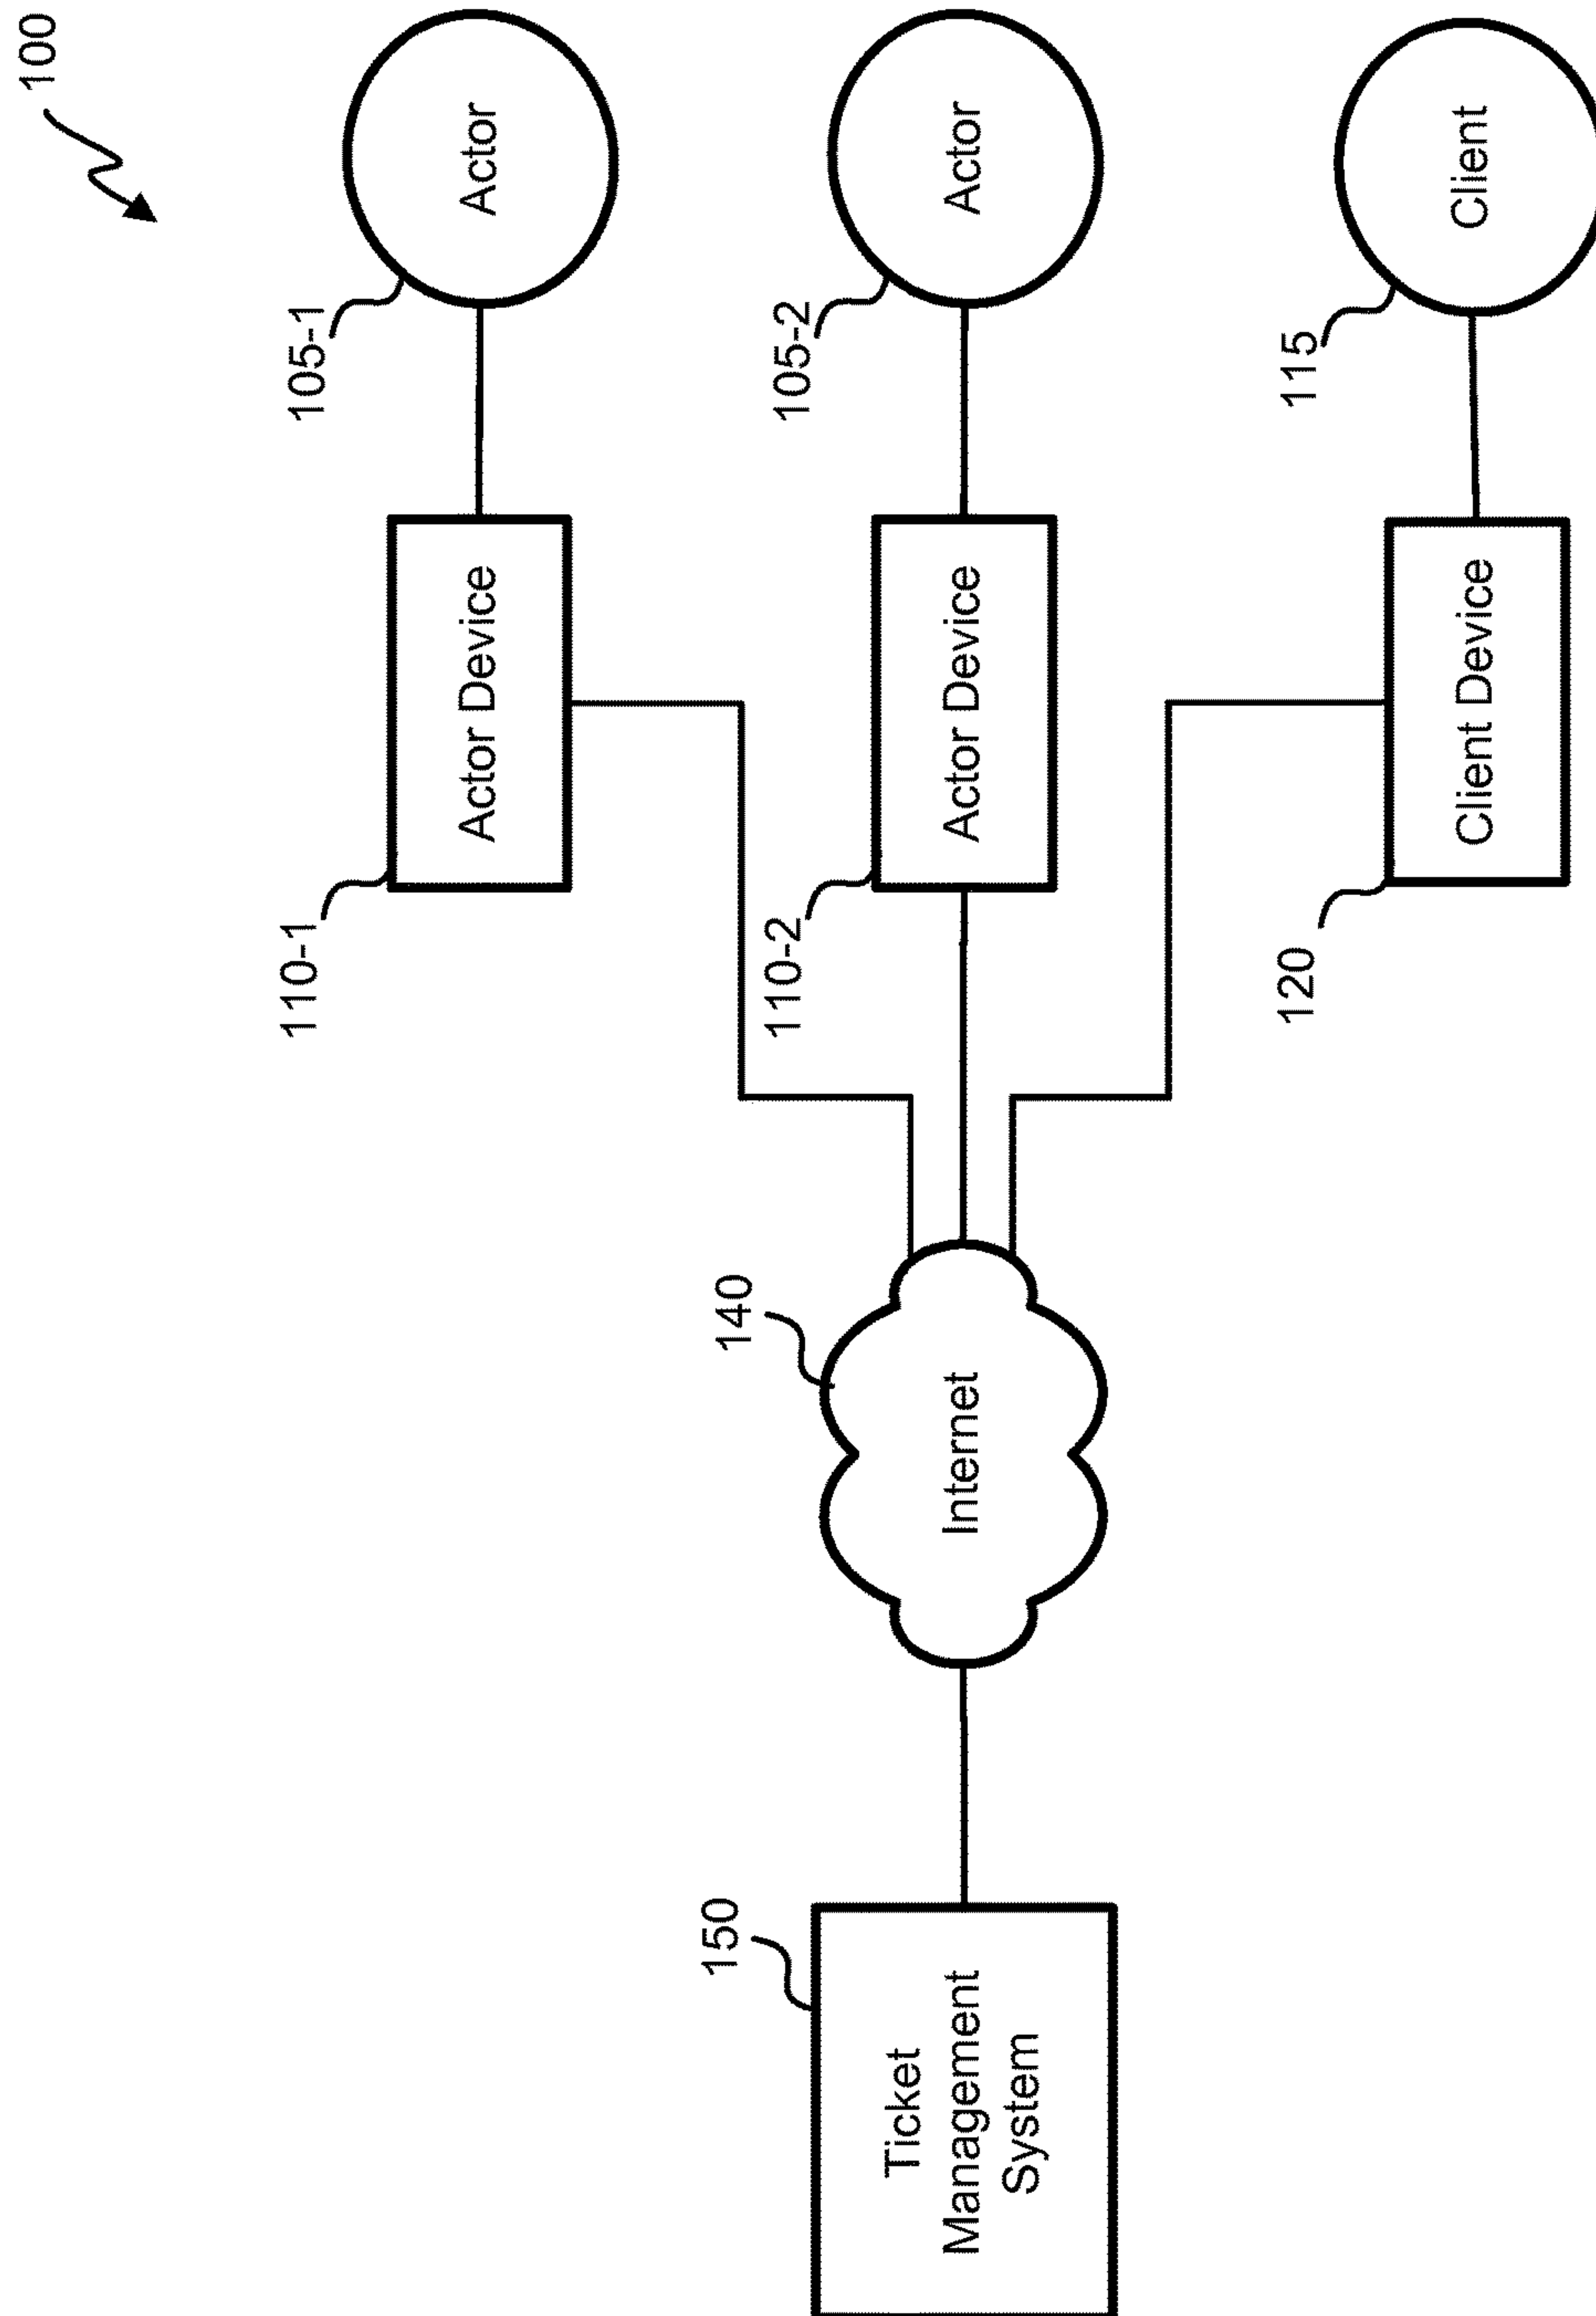 100
105-1
Actor
110-1
Actor Device
105-2
Actor
110-2
Actor Device
115
Client
120
Client Device
140
Internet
150
Ticket
Management
System